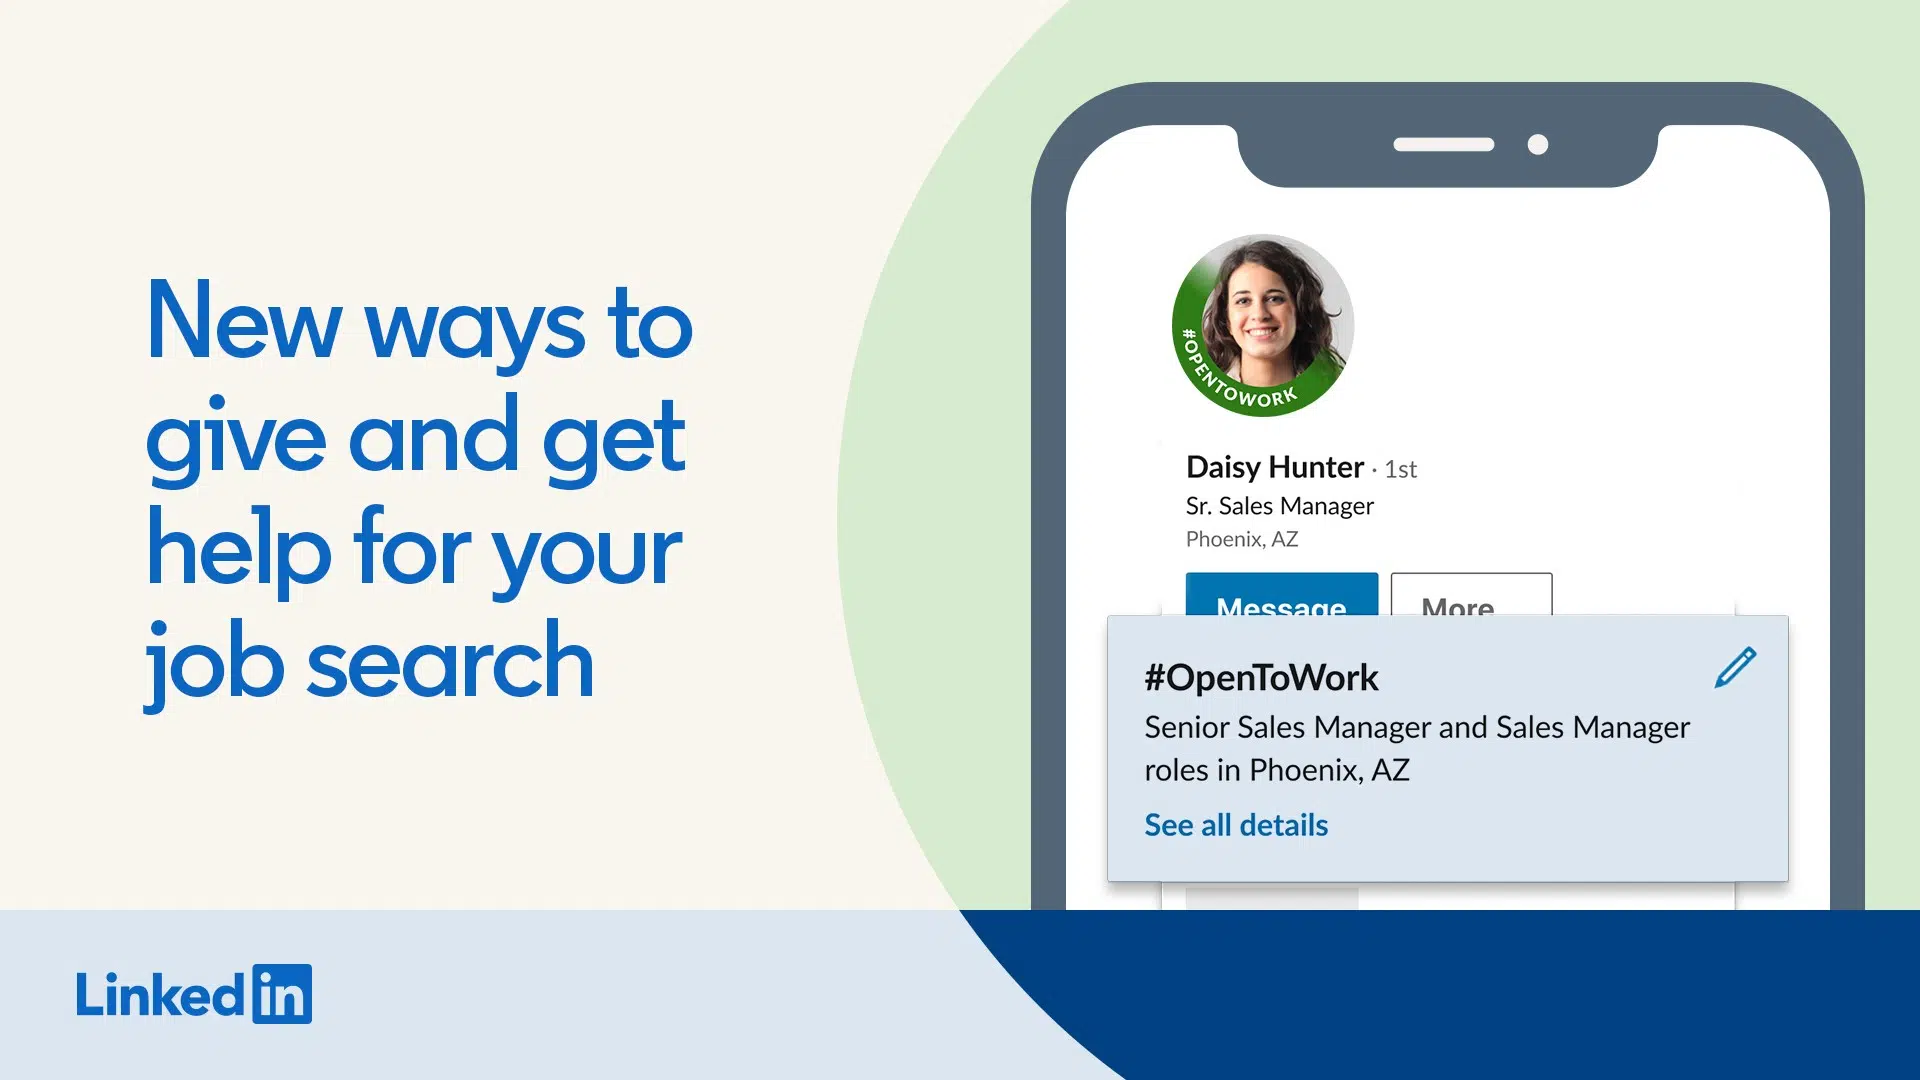 New ways to
give and get
help for your
job search
#OPENTOWORK
Daisy Hunter · 1st
Sr. Sales Manager
Phoenix, AZ
Message
More
#OpenToWork
Senior Sales Manager and Sales Manager
roles in Phoenix, AZ
See all details
Linkedin